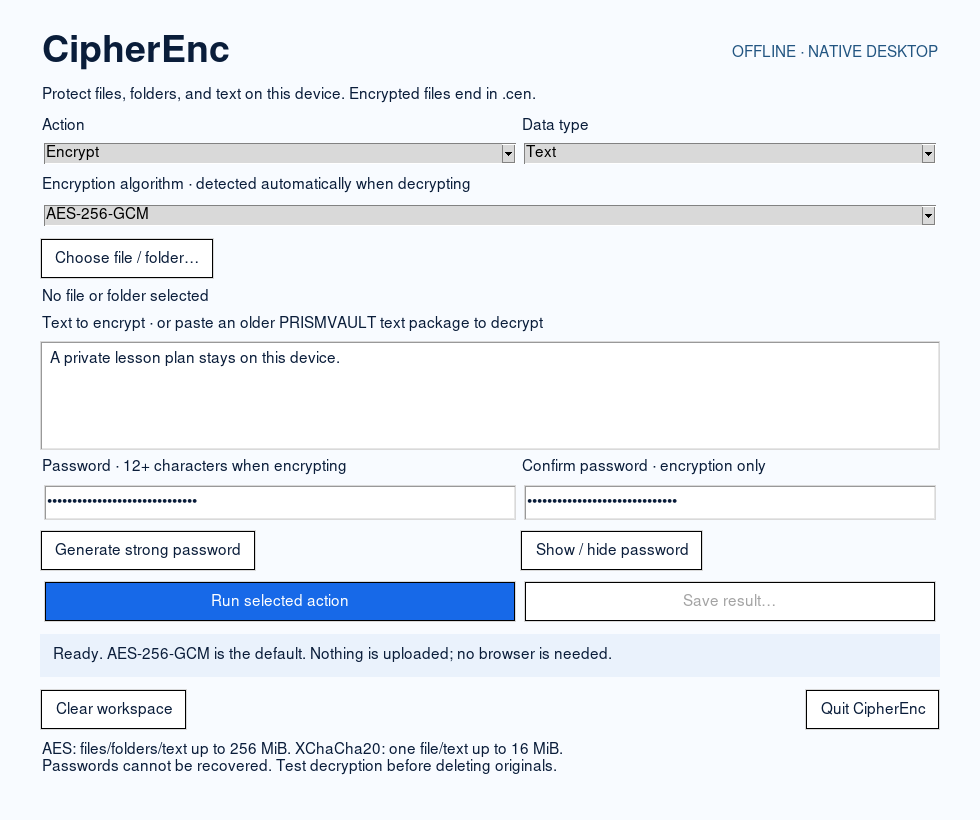 CipherEnc
OFFLINE · NATIVE DESKTOP
Protect files, folders, and text on this device. Encrypted files end in .cen.
Action
Data type
Encrypt
Text
Encryption algorithm · detected automatically when decrypting
AES-256-GCM
Choose file / folder…
No file or folder selected
Text to encrypt · or paste an older PRISMVAULT text package to decrypt
A private lesson plan stays on this device.
Password · 12+ characters when encrypting
Confirm password · encryption only
••••••••••••••••••••••••••••••
••••••••••••••••••••••••••••••
Generate strong password
Show / hide password
Run selected action
Save result…
Ready. AES-256-GCM is the default. Nothing is uploaded; no browser is needed.
Clear workspace
Quit CipherEnc
AES: files/folders/text up to 256 MiB. XChaCha20: one file/text up to 16 MiB.
Passwords cannot be recovered. Test decryption before deleting originals.